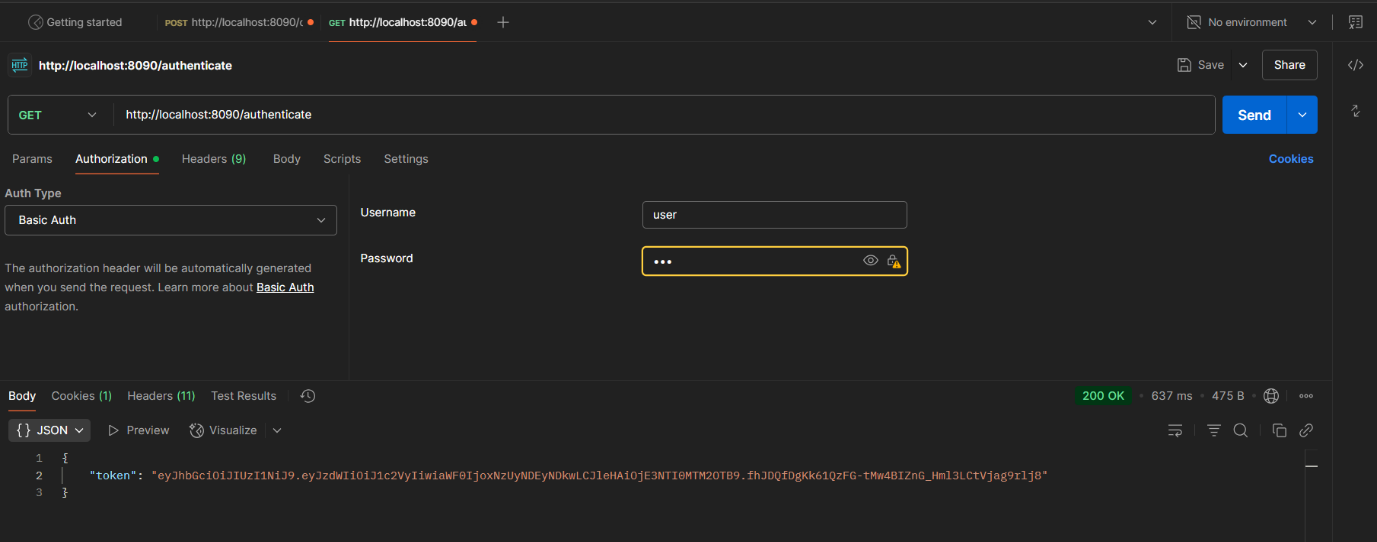 Getting started POST http://localhost:8090/c GET http://localhost:8090/au No environment
HTTP http://localhost:8090/authenticate Save Share
GET http://localhost:8090/authenticate Send
Params Authorization Headers (9) Body Scripts Settings Cookies
Auth Type
Basic Auth
The authorization header will be automatically generated
when you send the request. Learn more about Basic Auth
authorization.
Username user
Password •••
Body Cookies (1) Headers (11) Test Results 200 OK • 637 ms • 475 B
{} JSON Preview Visualize
1 {
2 "token": "eyJhbGciOiJIUzI1NiJ9.eyJzdWIiOiJ1c2VyIiwiaWF0IjoxNzUyNDEyNDkwLCJleHAiOjE3NTI0MTM2OTB9.fhJDQfDgKk61QzFG-tMw4BIZnG_Hml3LCtVjag9rlj8"
3 }